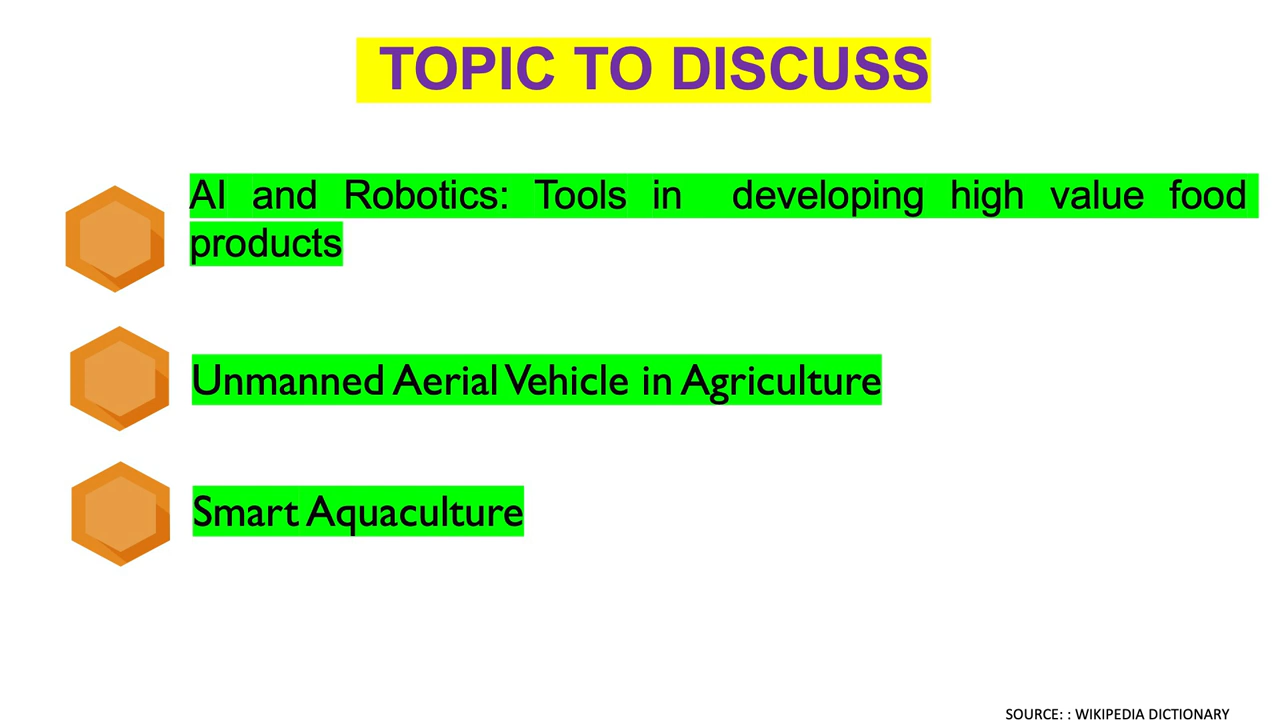 TOPIC TO DISCUSS
AI and Robotics: Tools in developing high value food
products
Unmanned Aerial Vehicle in Agriculture
Smart Aquaculture
SOURCE: : WIKIPEDIA DICTIONARY